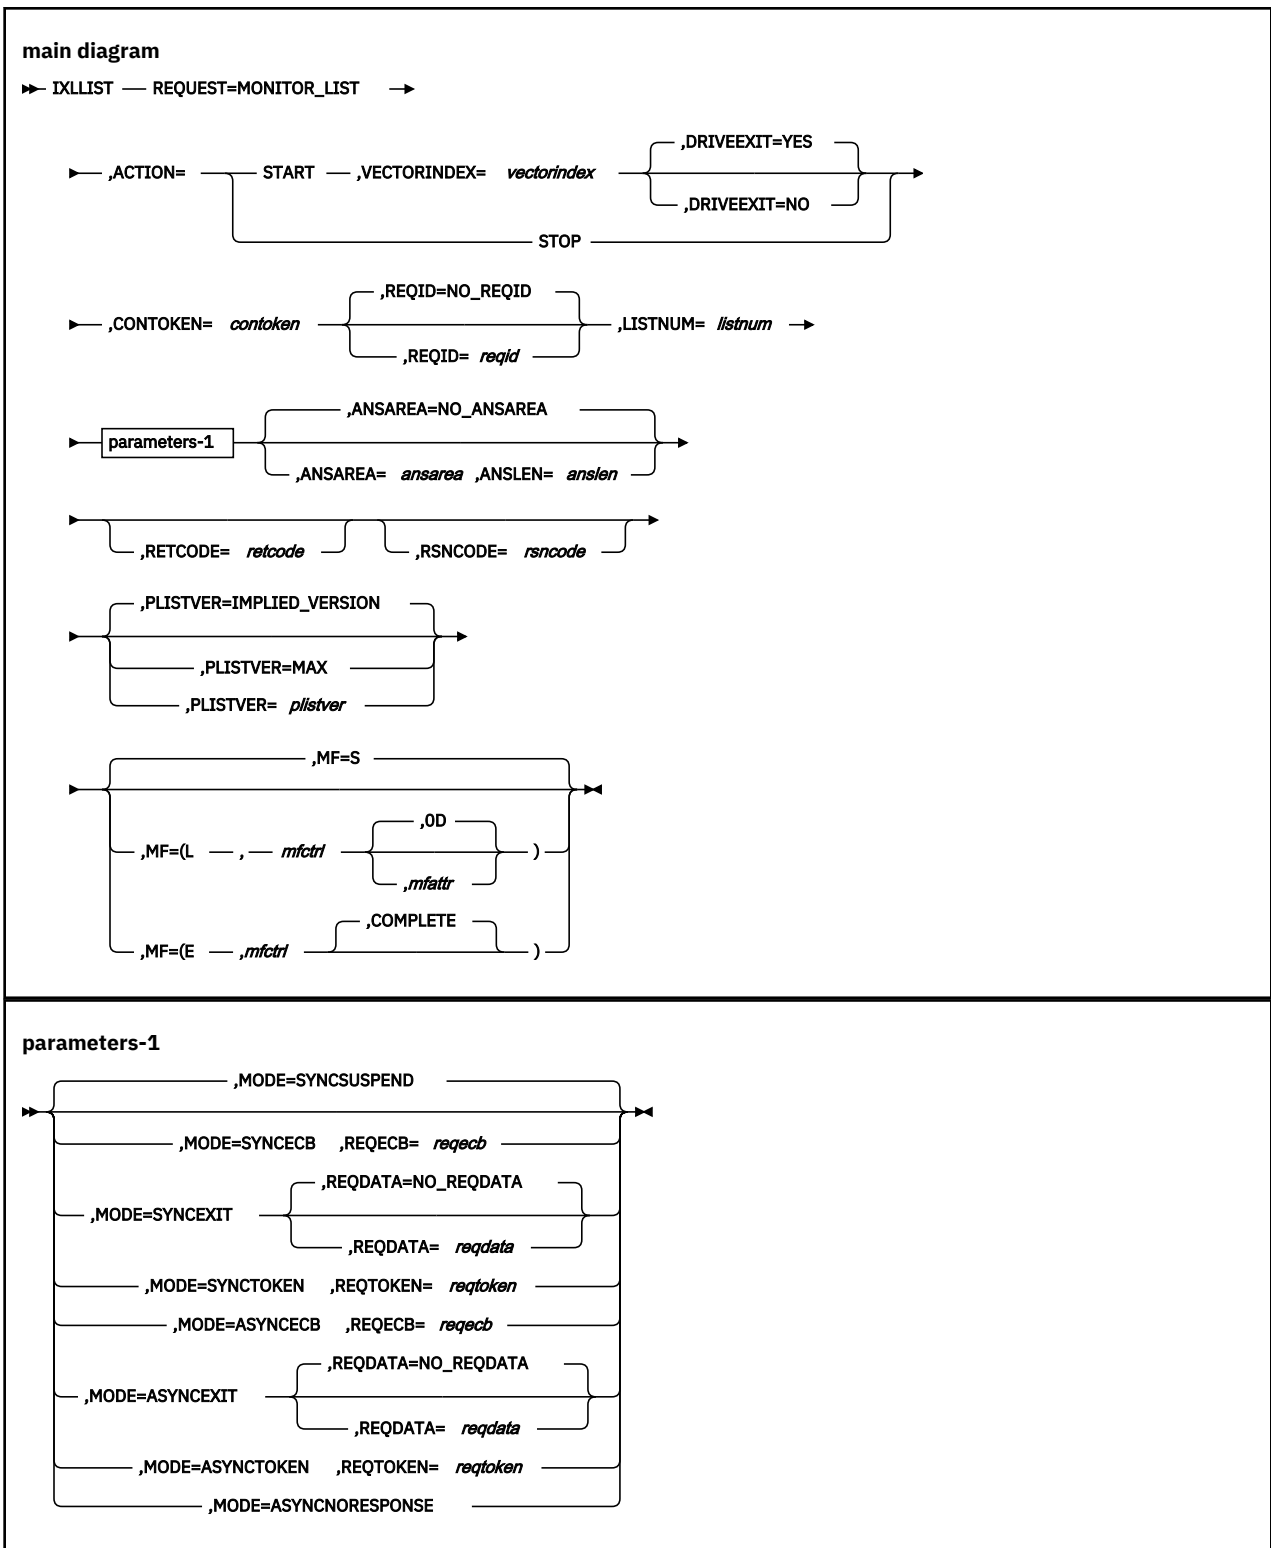 main diagram
IXLLIST REQUEST=MONITOR_LIST
,DRIVEEXIT=YES
,ACTION= START ,VECTORINDEX= vectorindex
,DRIVEEXIT=NO
STOP
,REQID=NO_REQID
,CONTOKEN= contoken ,LISTNUM= listnum
,REQID= reqid
,ANSAREA=NO_ANSAREA
parameters-1
,ANSAREA= ansarea ,ANSLEN= anslen
,RETCODE= retcode ,RSNCODE= rsncode
,PLISTVER=IMPLIED_VERSION
,PLISTVER=MAX
,PLISTVER= plistver
,MF=S
,0D
,MF=(L , mfctrl )
,mfattr
,COMPLETE
,MF=(E ,mfctrl )
parameters-1
,MODE=SYNCSUSPEND
,MODE=SYNCECB ,REQECB= reqecb
,REQDATA=NO_REQDATA
,MODE=SYNCEXIT
,REQDATA= reqdata
,MODE=SYNCTOKEN ,REQTOKEN= reqtoken
,MODE=ASYNCECB ,REQECB= reqecb
,REQDATA=NO_REQDATA
,MODE=ASYNCEXIT
,REQDATA= reqdata
,MODE=ASYNCTOKEN ,REQTOKEN= reqtoken
,MODE=ASYNCNORESPONSE